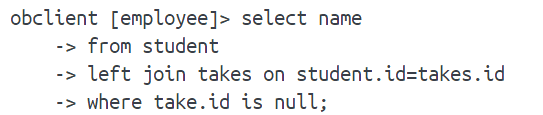 obclient [employee]> select name
-> from student
-> left join takes on student.id=takes.id
-> where take.id is null;